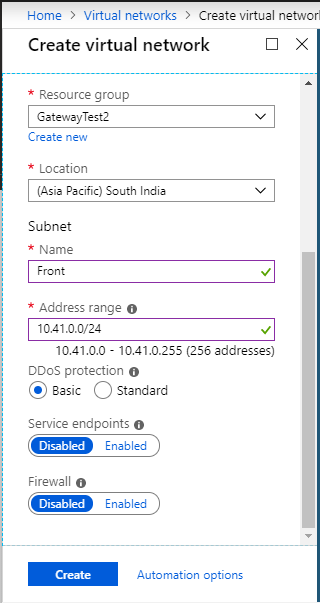 Home > Virtual networks > Create virtual networ
Create virtual network
* Resource group
GatewayTest2
Create new
* Location
(Asia Pacific) South India
Subnet
* Name
Front
* Address range
10.41.0.0/24
10.41.0.0 - 10.41.0.255 (256 addresses)
DDoS protection
Basic Standard
Service endpoints
Disabled Enabled
Firewall
Disabled Enabled
Create Automation options